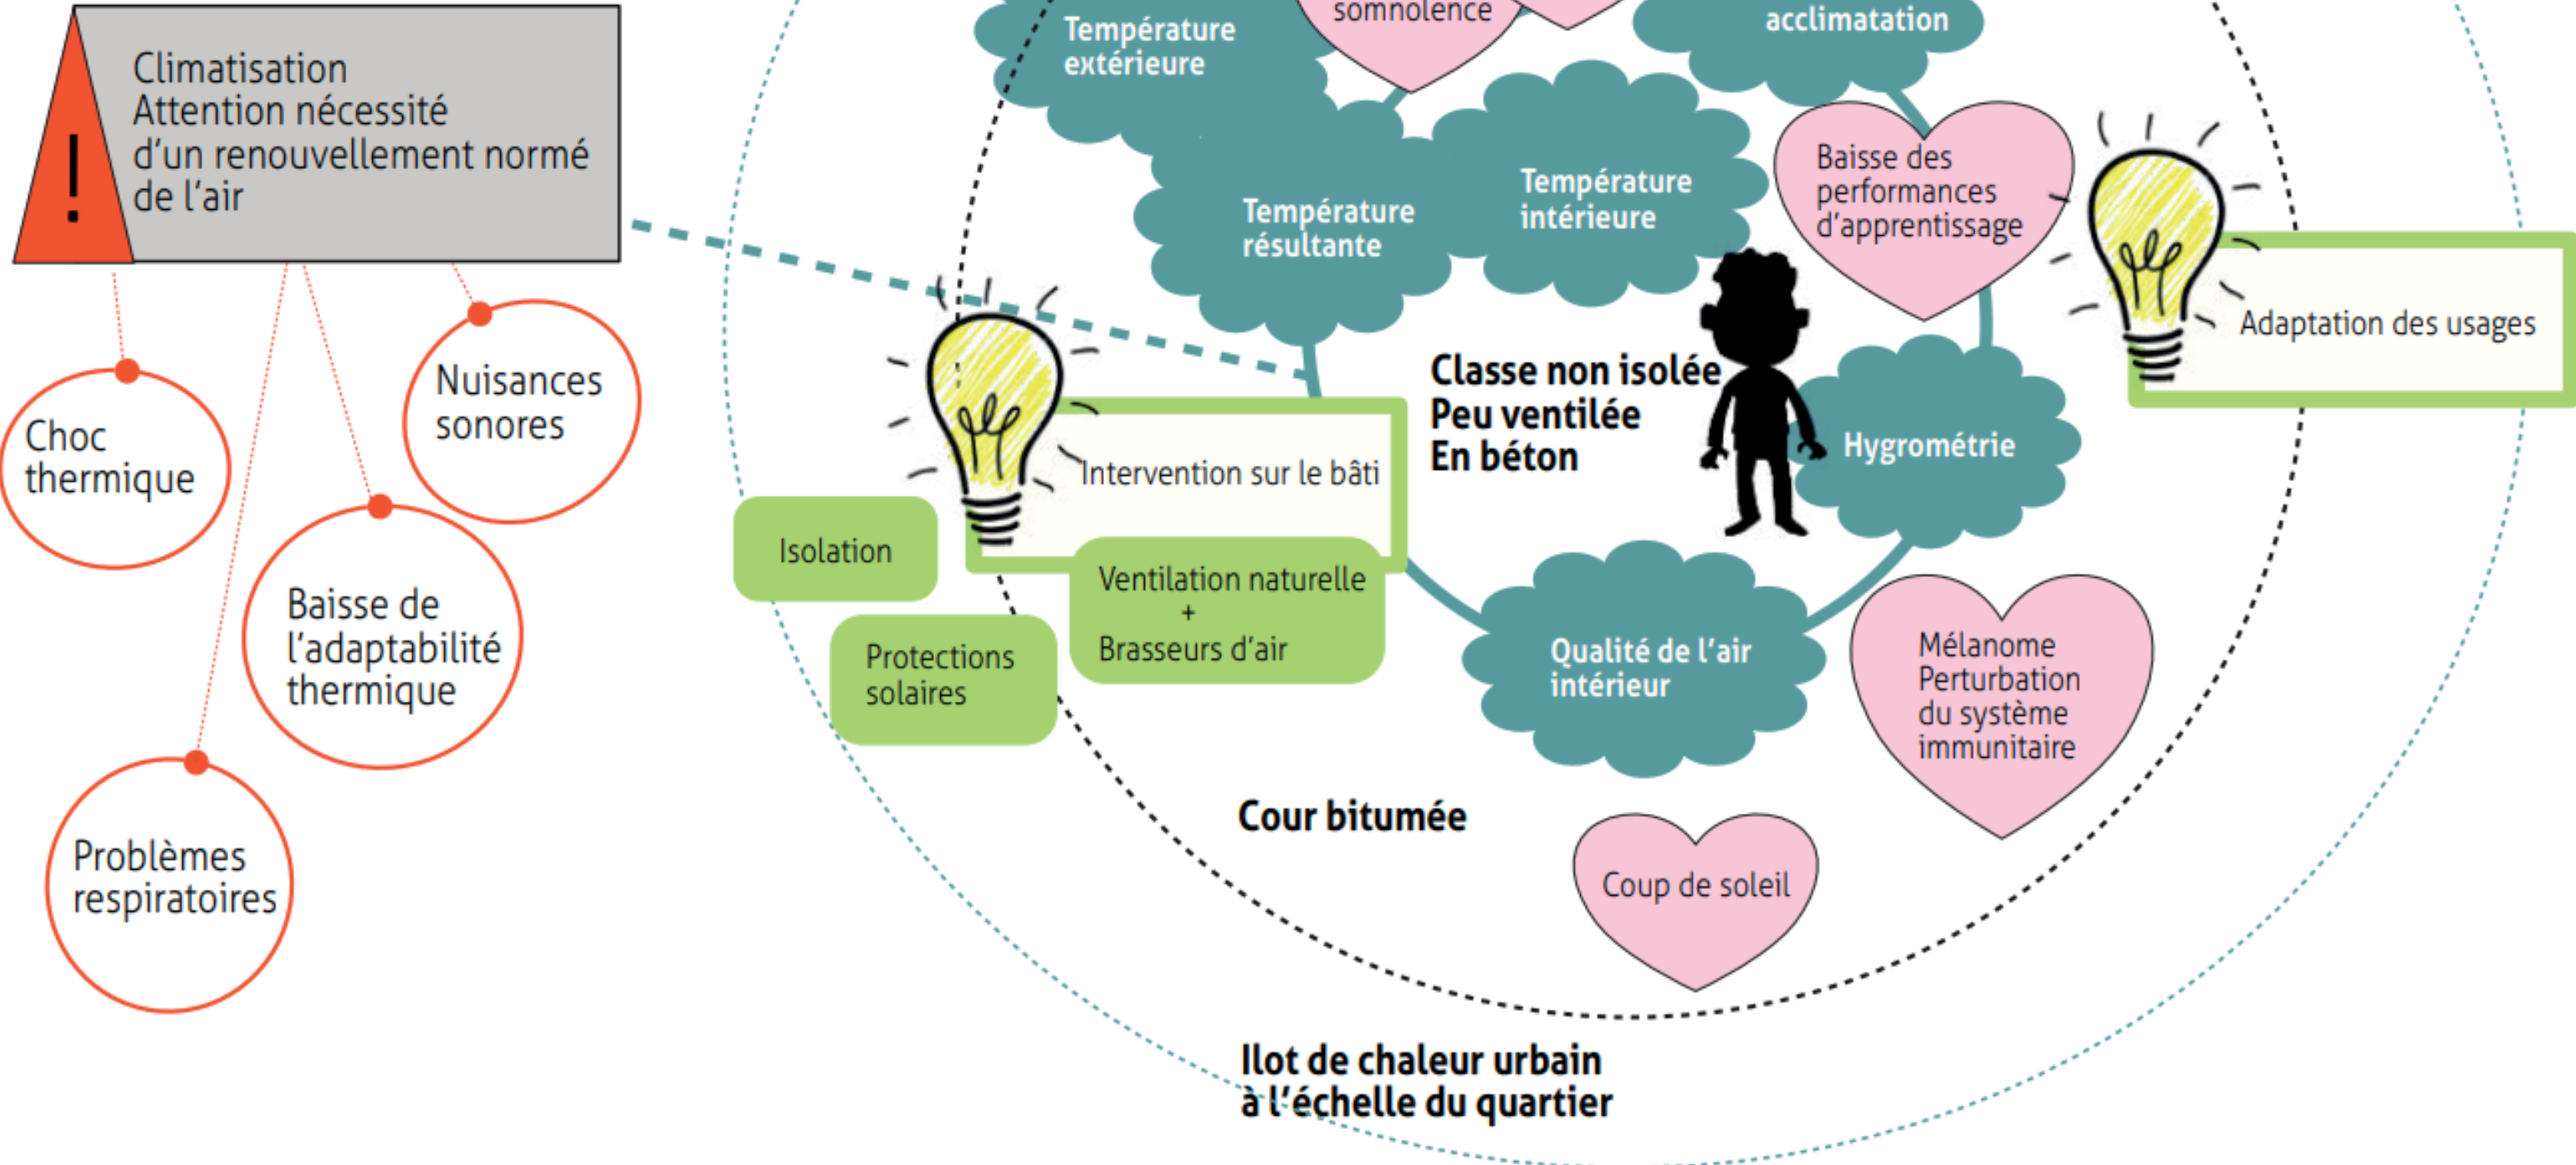 Climatisation
Attention nécessité
d'un renouvellement normé
de l'air
!
Choc
thermique
Nuisances
sonores
Baisse de
l'adaptabilité
thermique
Problèmes
respiratoires
Température
extérieure
somnolence
acclimatation
Température
résultante
Température
intérieure
Baisse des
performances
d'apprentissage
Adaptation des usages
Classe non isolée
Peu ventilée
En béton
Hygrométrie
Intervention sur le bâti
Isolation
Ventilation naturelle
+
Brasseurs d'air
Protections
solaires
Qualité de l'air
intérieur
Mélanome
Perturbation
du système
immunitaire
Cour bitumée
Coup de soleil
Ilot de chaleur urbain
à l'échelle du quartier